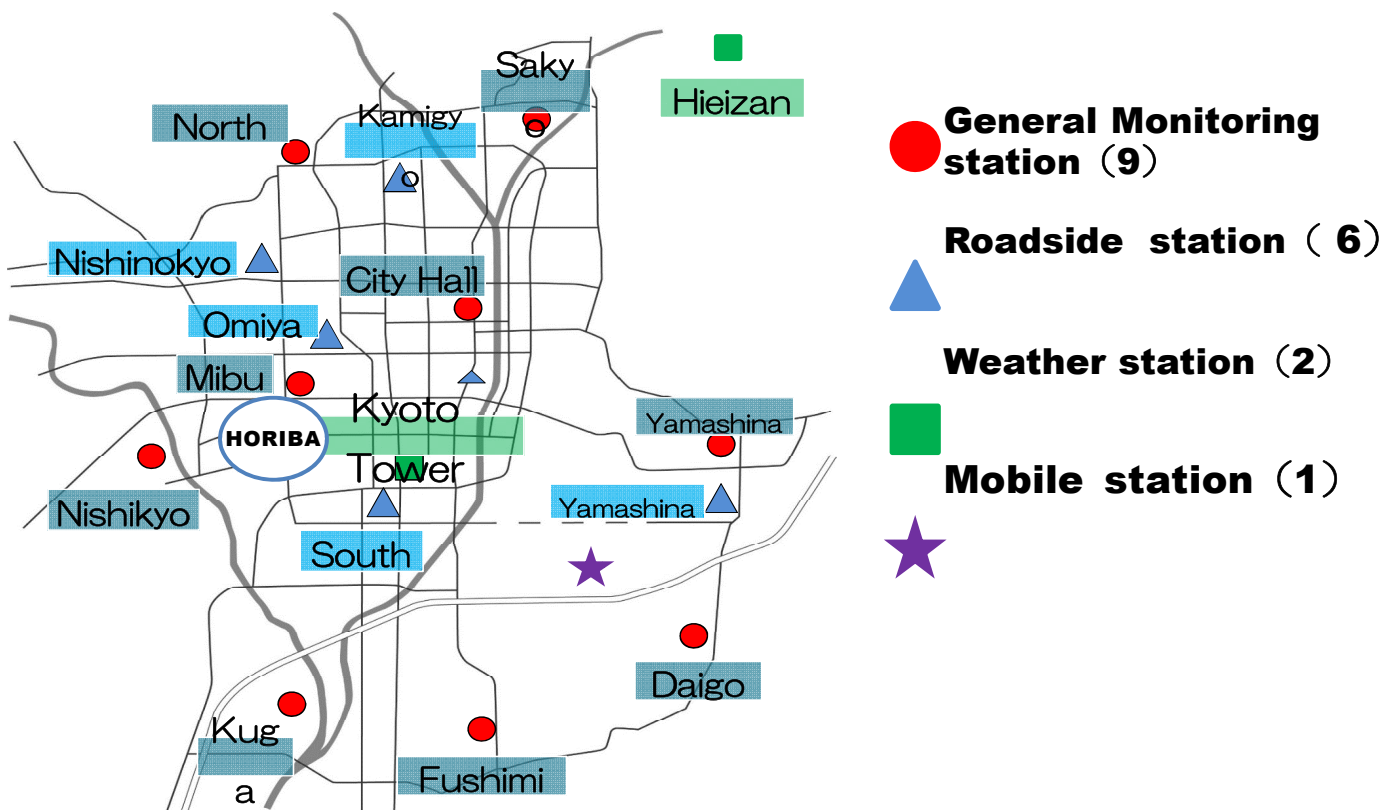 Saky
o
Hieizan
North
Kamigy
o
Nishinokyo
City Hall
Omiya
Mibu
HORIBA
Kyoto
Tower
Yamashina
Nishikyo
Yamashina
South
Daigo
Kug
a
Fushimi
General Monitoring
station（9）
Roadside station（ 6）
Weather station（2）
Mobile station（1）